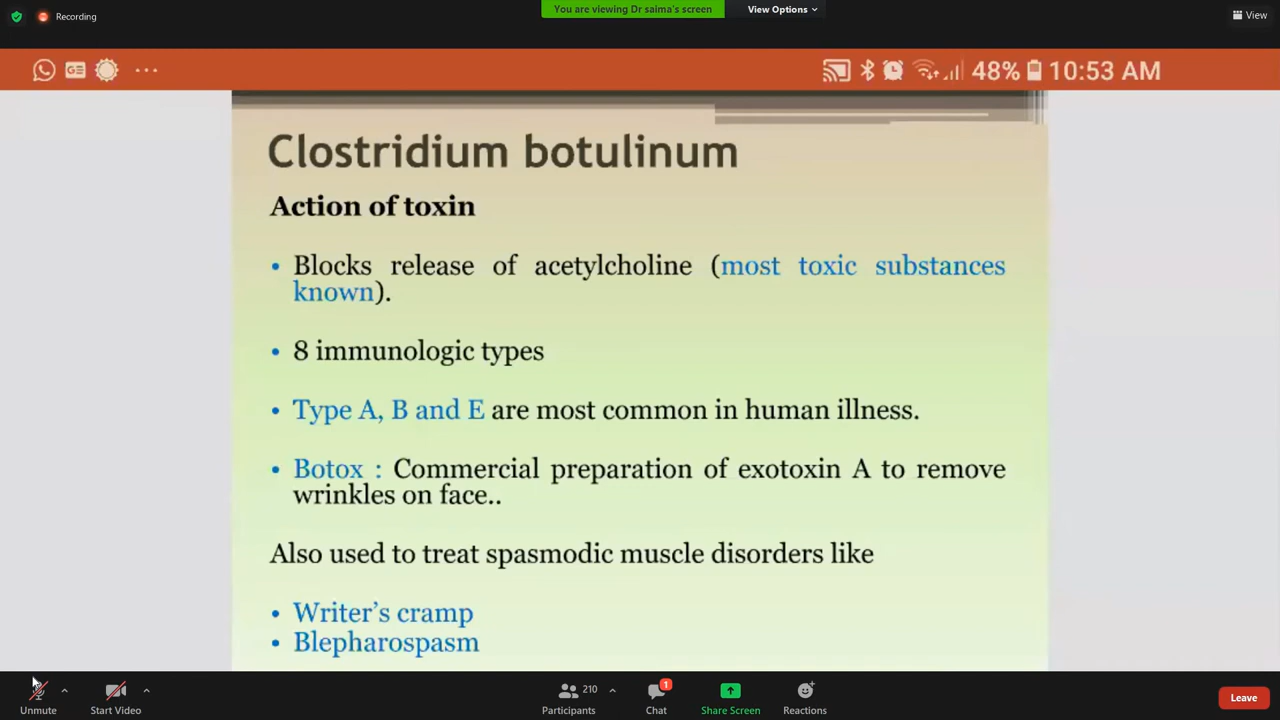 Recording
You are viewing Dr saima's screen
View Options
View
48% 10:53 AM
Clostridium botulinum
Action of toxin
• Blocks release of acetylcholine (most toxic substances
known).
• 8 immunologic types
• Type A, B and E are most common in human illness.
• Botox : Commercial preparation of exotoxin A to remove
wrinkles on face..
Also used to treat spasmodic muscle disorders like
• Writer's cramp
• Blepharospasm
Unmute
Start Video
210
Participants
1
Chat
Share Screen
Reactions
Leave